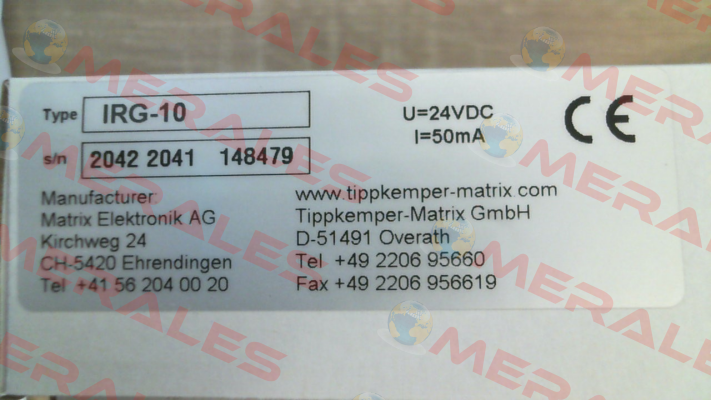 Type IRG-10
U=24VDC
I=50mA
CE
s/n 2042 2041 148479
Manufacturer
Matrix Elektronik AG
Kirchweg 24
CH-5420 Ehrendingen
Tel +41 56 204 00 20
www.tippkemper-matrix.com
Tippkemper-Matrix GmbH
D-51491 Overath
Tel +49 2206 95660
Fax +49 2206 956619
MERALES
MERALES
MERALES
MERALES
MERALES